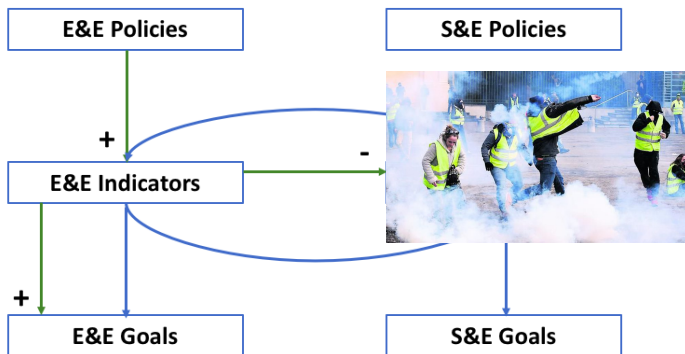 E&E Policies
S&E Policies
+
-
E&E Indicators
+
E&E Goals
S&E Goals